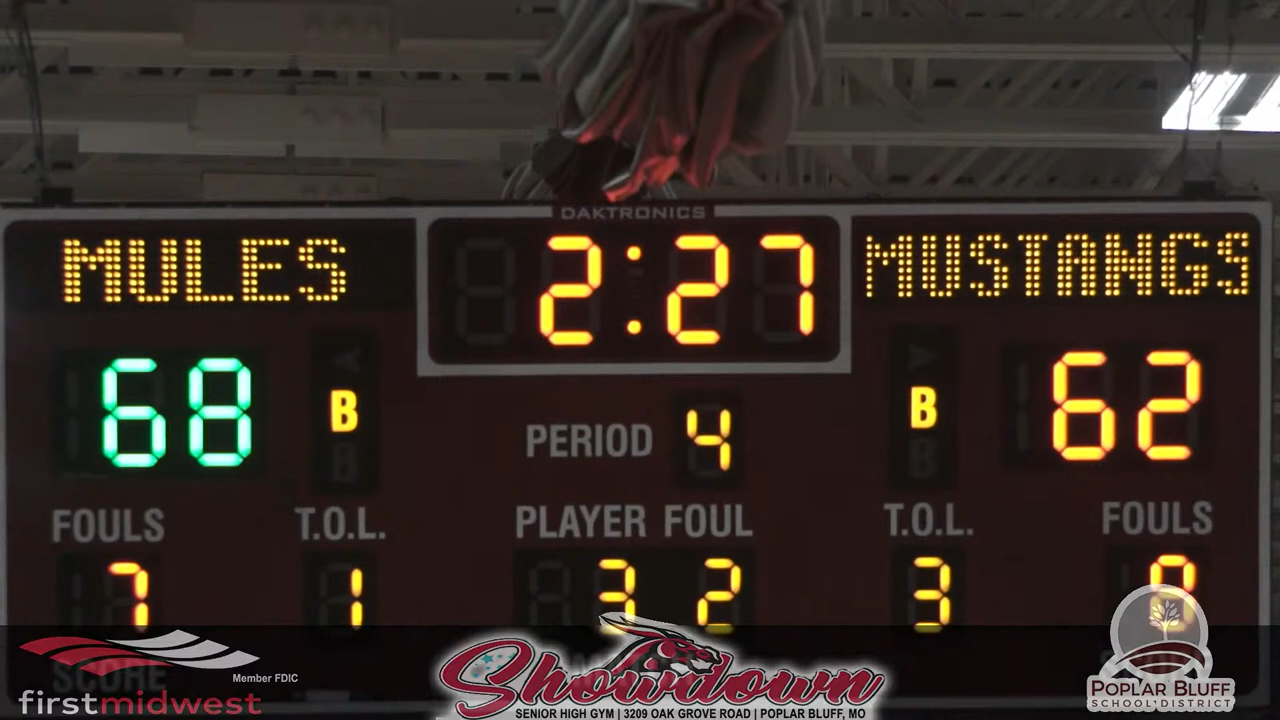 DAKTRONICS
MULES 2:27 MUSTANGS
68 B PERIOD 4 B 62
FOULS T.O.L. PLAYER FOUL T.O.L. FOULS
7 1 3 2 3
SCORE
firstmidwest
Member FDIC
Showdown
SENIOR HIGH GYM | 3209 OAK GROVE ROAD | POPLAR BLUFF, MO
POPLAR BLUFF
SCHOOL DISTRICT